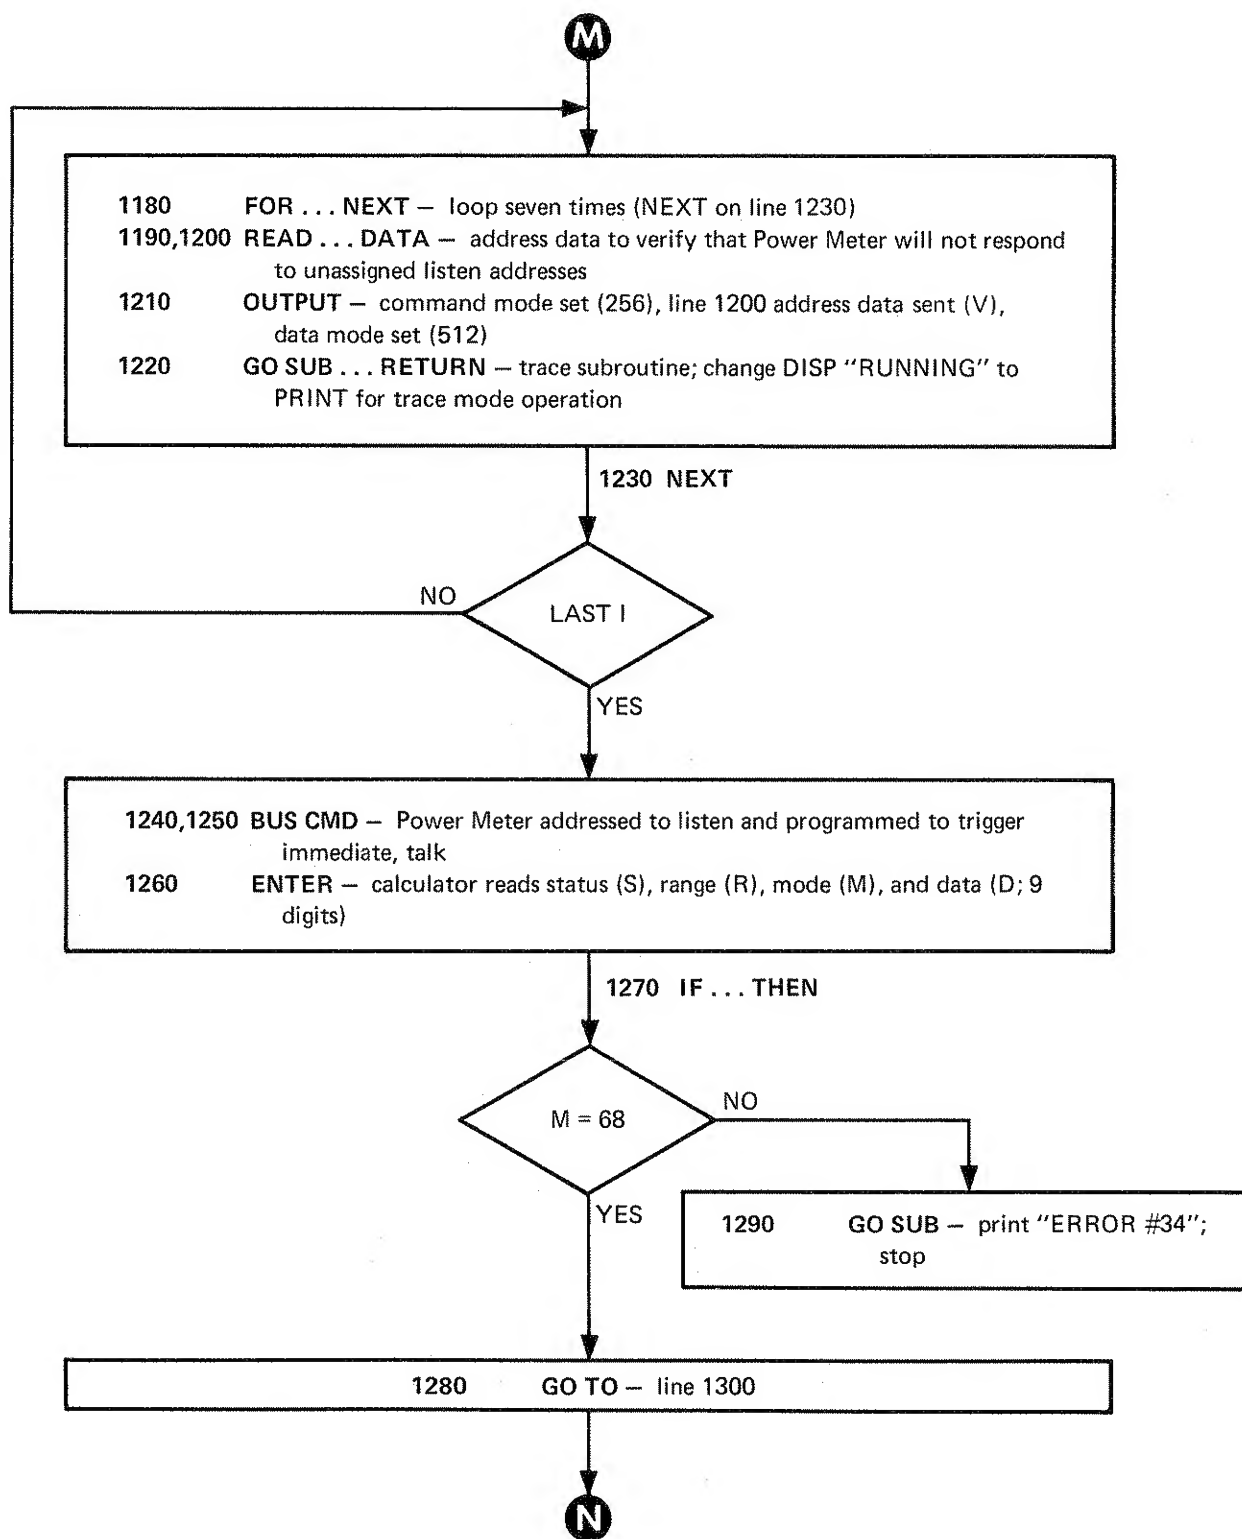 M
1180 FOR ... NEXT — loop seven times (NEXT on line 1230)
1190,1200 READ ... DATA — address data to verify that Power Meter will not respond
to unassigned listen addresses
1210 OUTPUT — command mode set (256), line 1200 address data sent (V),
data mode set (512)
1220 GO SUB ... RETURN — trace subroutine; change DISP “RUNNING” to
PRINT for trace mode operation
1230 NEXT
NO
LAST I
YES
1240,1250 BUS CMD — Power Meter addressed to listen and programmed to trigger
immediate, talk
1260 ENTER — calculator reads status (S), range (R), mode (M), and data (D; 9
digits)
1270 IF ... THEN
NO
M = 68
YES
1290 GO SUB — print “ERROR #34”;
stop
1280 GO TO — line 1300
N